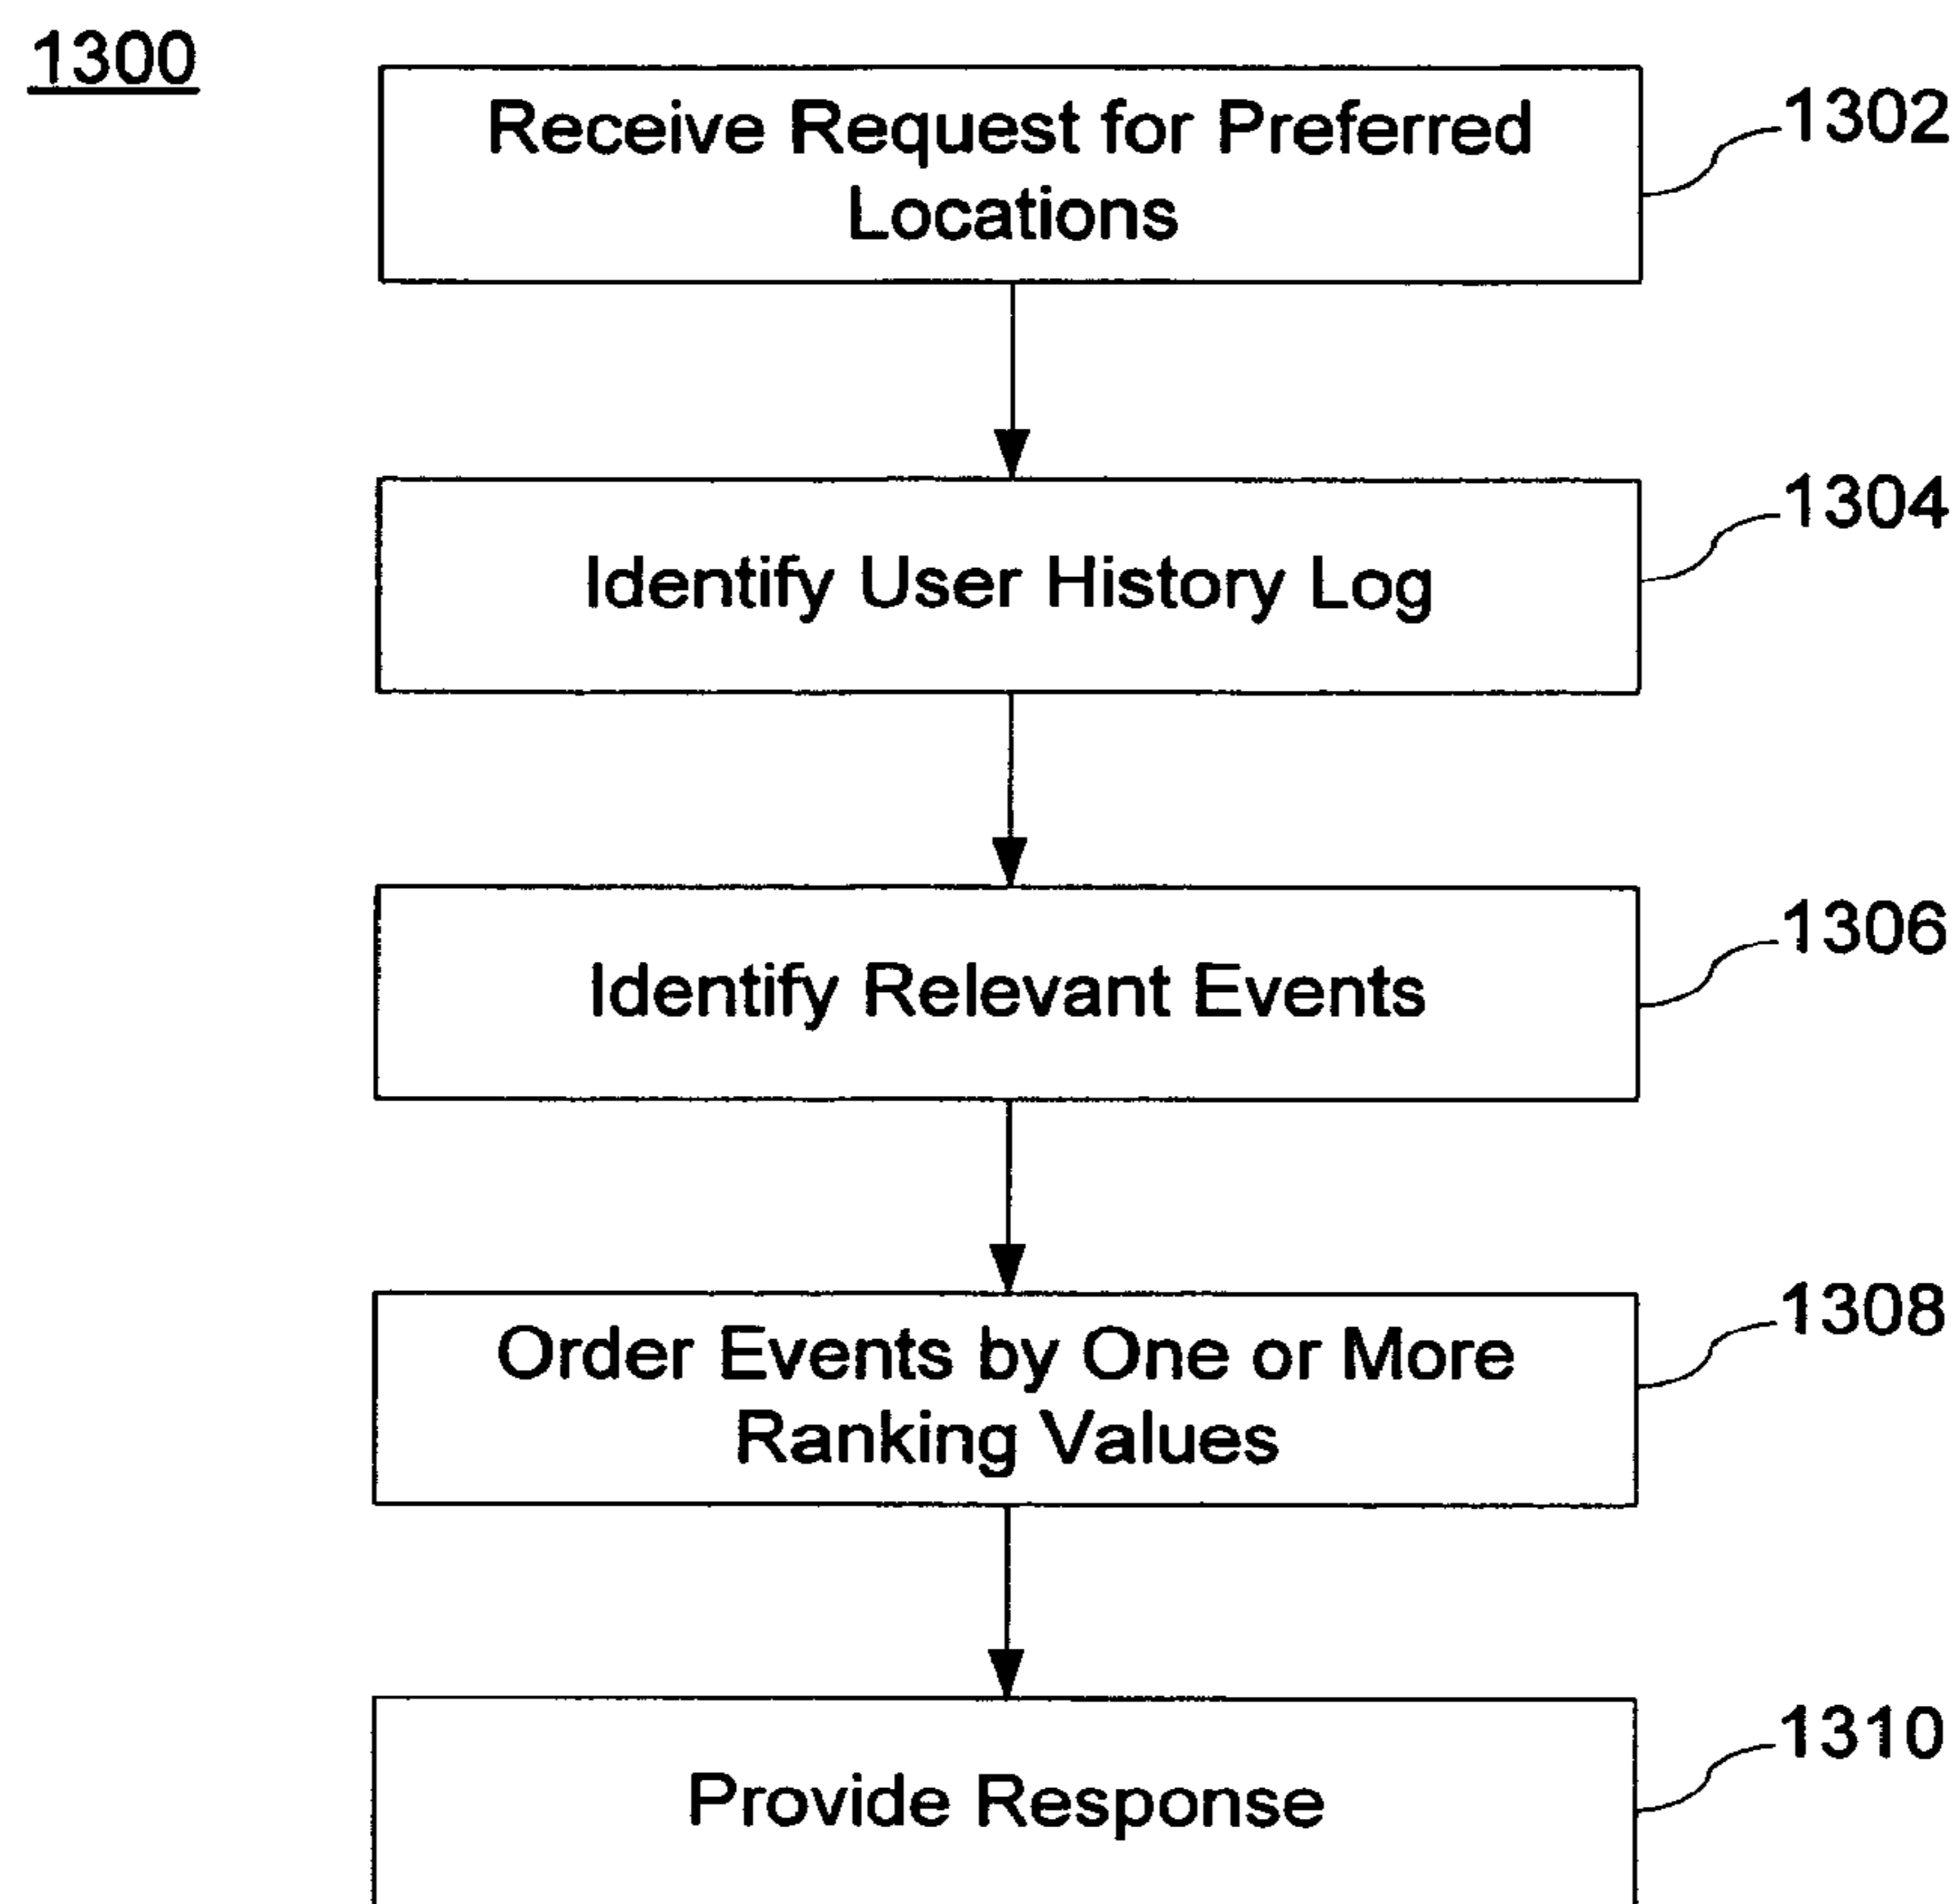 1300
Receive Request for Preferred
Locations
1302
Identify User History Log
1304
Identify Relevant Events
1306
Order Events by One or More
Ranking Values
1308
Provide Response
1310